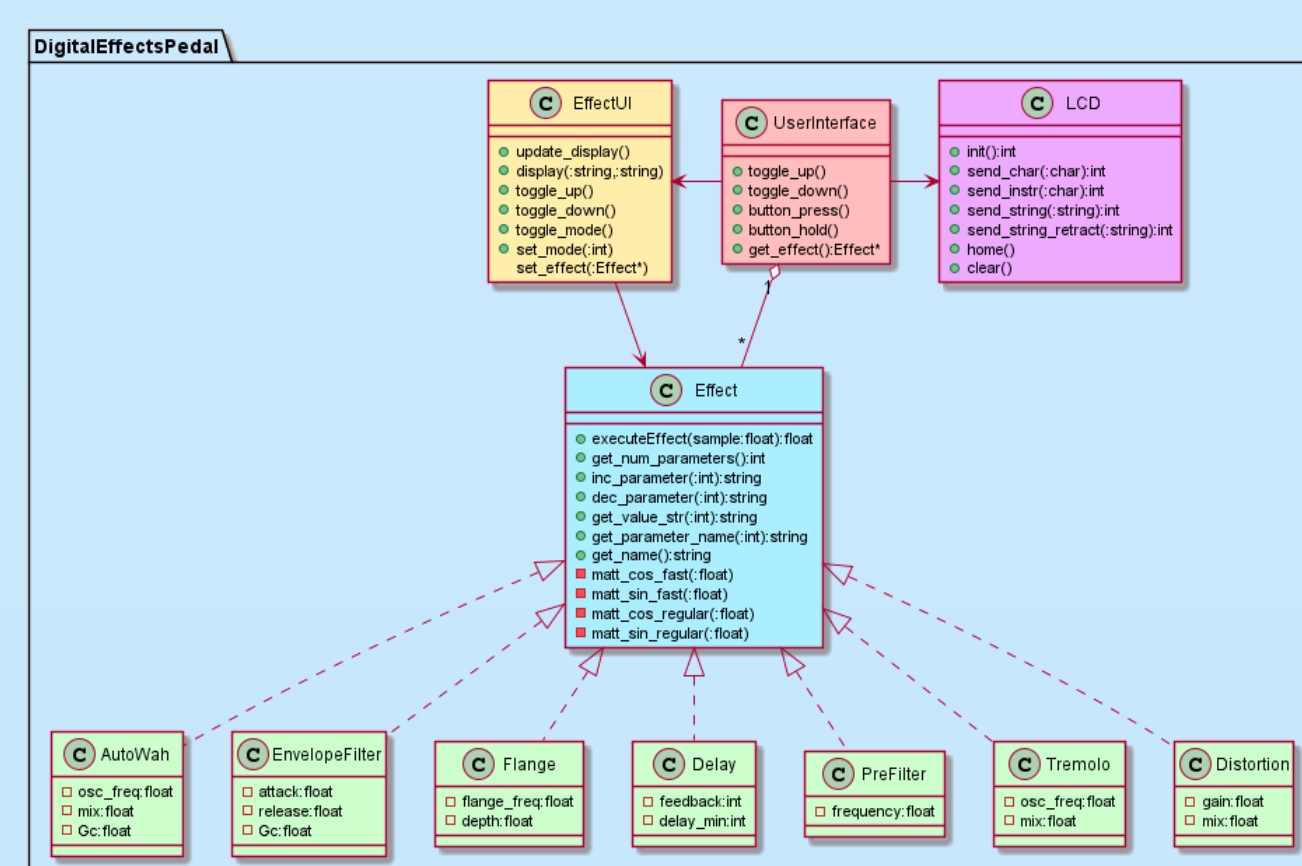 DigitalEffectsPedal
C EffectUI
update_display()
display(:string,:string)
toggle_up()
toggle_down()
toggle_mode()
set_mode(:int)
set_effect(:Effect*)
C UserInterface
toggle_up()
toggle_down()
button_press()
button_hold()
get_effect():Effect*
C LCD
init():int
send_char(:char):int
send_instr(:char):int
send_string(:string):int
send_string_retract(:string):int
home()
clear()
1
*
C Effect
executeEffect(sample:float):float
get_num_parameters():int
inc_parameter(:int):string
dec_parameter(:int):string
get_value_str(:int):string
get_parameter_name(:int):string
get_name():string
matt_cos_fast(:float)
matt_sin_fast(:float)
matt_cos_regular(:float)
matt_sin_regular(:float)
C AutoWah
osc_freq:float
mix:float
Gc:float
C EnvelopeFilter
attack:float
release:float
Gc:float
C Flange
flange_freq:float
depth:float
C Delay
feedback:int
delay_min:int
C PreFilter
frequency:float
C Tremolo
osc_freq:float
mix:float
C Distortion
gain:float
mix:float